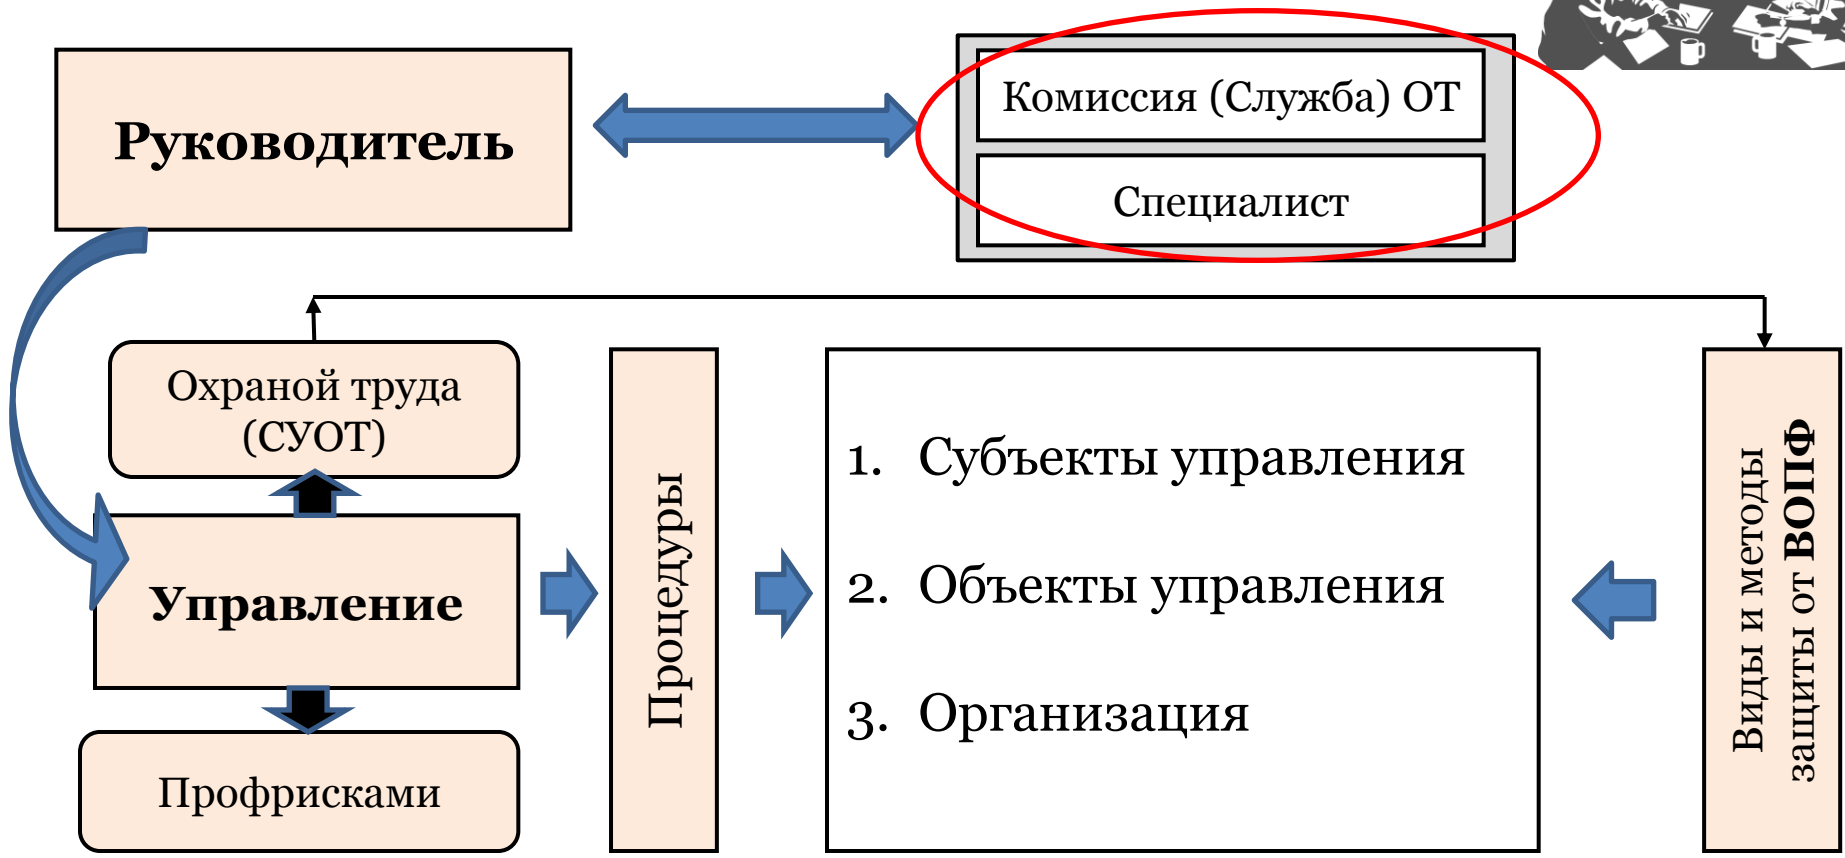 Руководитель
Комиссия (Служба) ОТ
Специалист
Охраной труда
(СУОТ)
Управление
Профрисками
Процедуры
1. Субъекты управления
2. Объекты управления
3. Организация
Виды и методы
защиты от ВОПФ